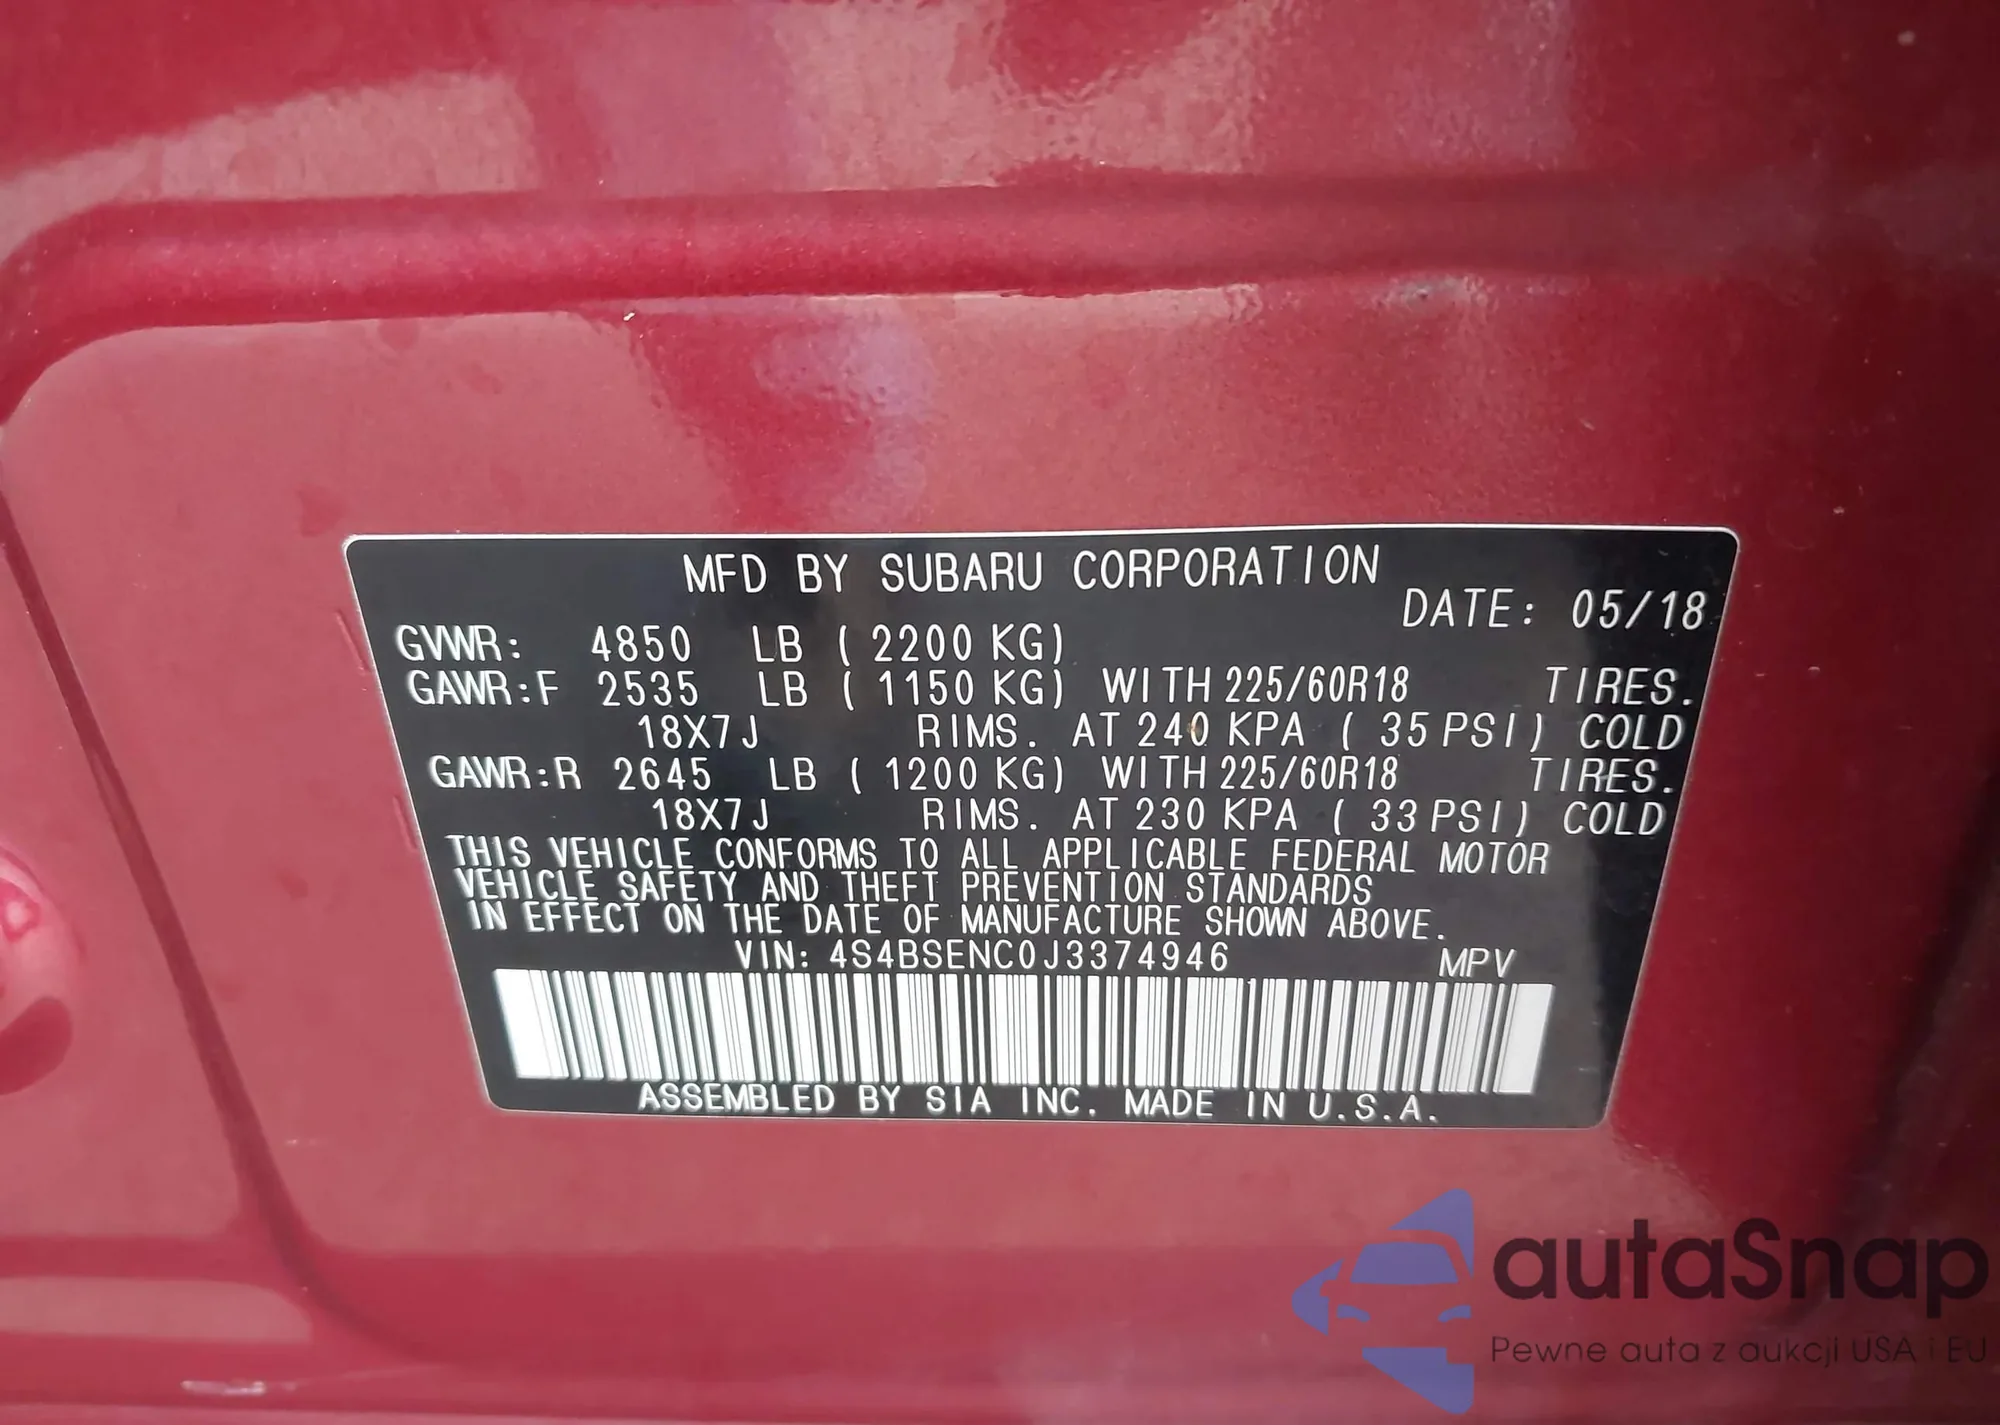 MFD BY SUBARU CORPORATION
DATE: 05/18
GVWR: 4850 LB ( 2200 KG)
GAWR:F 2535 LB ( 1150 KG) WITH 225/60R18 TIRES.
18X7J RIMS. AT 240 KPA ( 35 PSI) COLD
GAWR:R 2645 LB ( 1200 KG) WITH 225/60R18 TIRES.
18X7J RIMS. AT 230 KPA ( 33 PSI) COLD
THIS VEHICLE CONFORMS TO ALL APPLICABLE FEDERAL MOTOR
VEHICLE SAFETY AND THEFT PREVENTION STANDARDS
IN EFFECT ON THE DATE OF MANUFACTURE SHOWN ABOVE.
VIN: 4S4BSENC0J3374946 MPV
ASSEMBLED BY SIA INC. MADE IN U.S.A.
autaSnap
Pewne auta z aukcji USA i EU